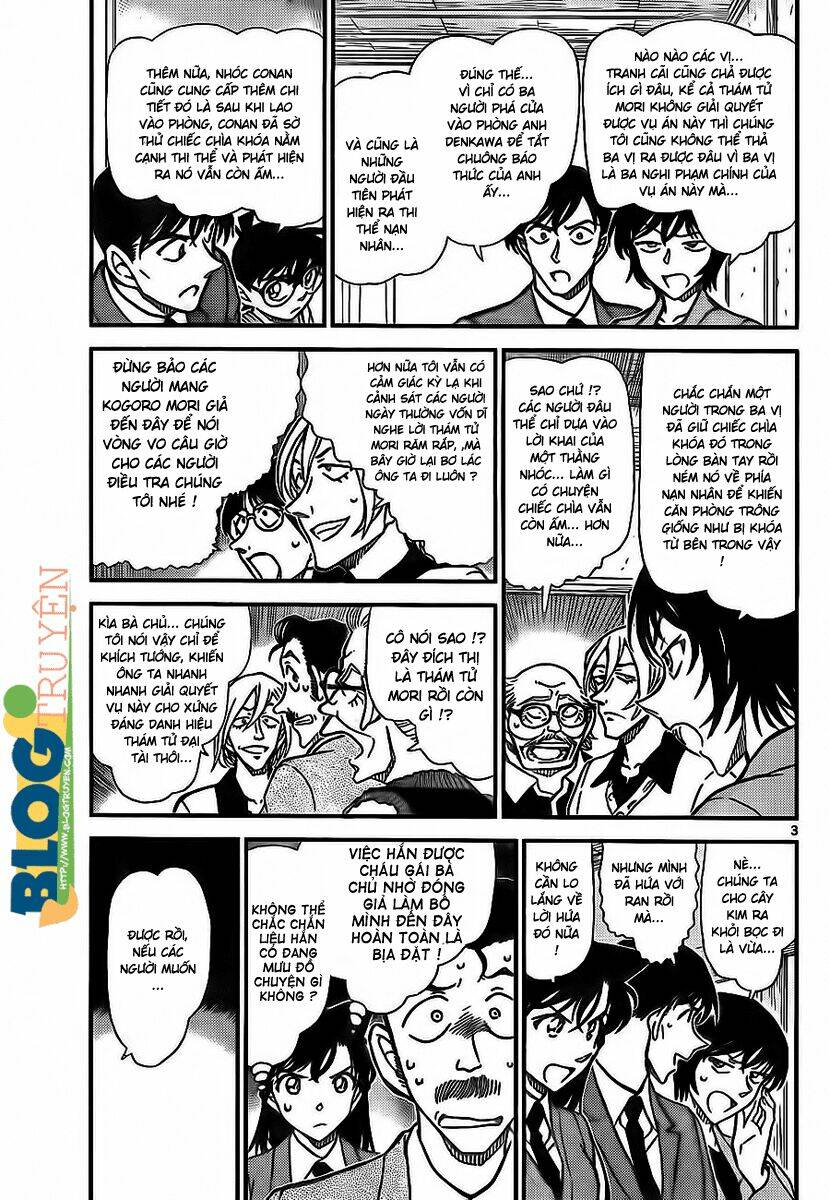 NÀO NÀO CÁC VỊ...
TRANH CÃI CŨNG CHẢ ĐƯỢC
ÍCH GÌ ĐÂU, KỂ CẢ THÁM TỬ
MORI KHÔNG GIẢI QUYẾT
ĐƯỢC VỤ ÁN NÀY THÌ CHÚNG
TÔI CŨNG KHÔNG THỂ THẢ
BA VỊ RA ĐƯỢC ĐÂU VÌ BA VỊ
LÀ BA NGHI PHẠM CHÍNH CỦA
VỤ ÁN NÀY MÀ...
ĐÚNG THẾ...
VÌ CHỈ CÓ BA
NGƯỜI PHÁ CỬA
VÀO PHÒNG ANH
DENKAWA ĐỂ TẮT
CHUÔNG BÁO
THỨC CỦA ANH
ẤY...
VÀ CŨNG LÀ
NHỮNG
NGƯỜI ĐẦU
TIÊN PHÁT
HIỆN RA THI
THỂ NẠN
NHÂN...
THÊM NỮA, NHÓC CONAN
CŨNG CUNG CẤP THÊM CHI
TIẾT ĐÓ LÀ SAU KHI LAO
VÀO PHÒNG, CONAN ĐÃ SỜ
THỬ CHIẾC CHÌA KHÓA NẰM
CẠNH THI THỂ VÀ PHÁT HIỆN
RA NÓ VẪN CÒN ẤM...
CHẮC CHẮN MỘT
NGƯỜI TRONG BA VỊ
ĐÃ GIỮ CHIẾC CHÌA
KHÓA ĐÓ TRONG
LÒNG BÀN TAY RỒI
NÉM NÓ VỀ PHÍA
NẠN NHÂN ĐỂ KHIẾN
CĂN PHÒNG TRÔNG
GIỐNG NHƯ BỊ KHÓA
TỪ BÊN TRONG VẬY
!
SAO CHỨ !?
CÁC NGƯỜI ĐÂU
THỂ CHỈ DỰA VÀO
LỜI KHAI CỦA
MỘT THẰNG
NHÓC... LÀM GÌ
CÓ CHUYỆN
CHIẾC CHÌA VẪN
CÒN ẤM... HƠN
NỮA...
HƠN NỮA TÔI VẪN CÓ
CẢM GIÁC KỲ LẠ KHI
CẢNH SÁT CÁC NGƯỜI
NGÀY THƯỜNG VỐN DĨ
NGHE LỜI THÁM TỬ
MORI RĂM RẮP, ,MÀ
BÂY GIỜ LẠI BƠ LÁC
ÔNG TA ĐI LUÔN ?
ĐỪNG BẢO CÁC
NGƯỜI MANG
KOGORO MORI GIẢ
ĐẾN ĐÂY ĐỂ NÓI
VÒNG VO CÂU GIỜ
CHO CÁC NGƯỜI
ĐIỀU TRA CHÚNG
TÔI NHÉ !
CÔ NÓI SAO !?
ĐÂY ĐÍCH THỊ
LÀ THÁM TỬ
MORI RỒI CÒN
GÌ !?
KÌA BÀ CHỦ... CHÚNG
TÔI NÓI VẬY CHỈ ĐỂ
KHÍCH TƯỚNG, KHIẾN
ÔNG TA NHANH
NHANH GIẢI QUYẾT
VỤ NÀY CHO XỨNG
ĐÁNG DANH HIỆU
THÁM TỬ ĐẠI
TÀI THÔI...
3
NÈ...
CHÚNG TA
CHO CÂY
KIM RA
KHỎI BỌC ĐI
LÀ VỪA...
NHƯNG MÌNH
ĐÃ HỨA VỚI
RAN RỒI
MÀ...
KHÔNG
CẦN LO
LẮNG VỀ
LỜI HỨA
ĐÓ NỮA !
VIỆC HẮN ĐƯỢC
CHÁU GÁI BÀ
CHỦ NHỜ ĐÓNG
GIẢ LÀM BỐ
MÌNH ĐẾN ĐÂY
HOÀN TOÀN LÀ
BỊA ĐẶT !
KHÔNG THỂ
CHẮC CHẮN
LIỆU HẮN
CÓ ĐANG
MƯU ĐỒ
CHUYỆN GÌ
KHÔNG ?
ĐƯỢC RỒI,
NẾU CÁC
NGƯỜI MUỐN
...
BLOG TRUYỆN
HTTP://WWW.BLOGTRUYEN.COM